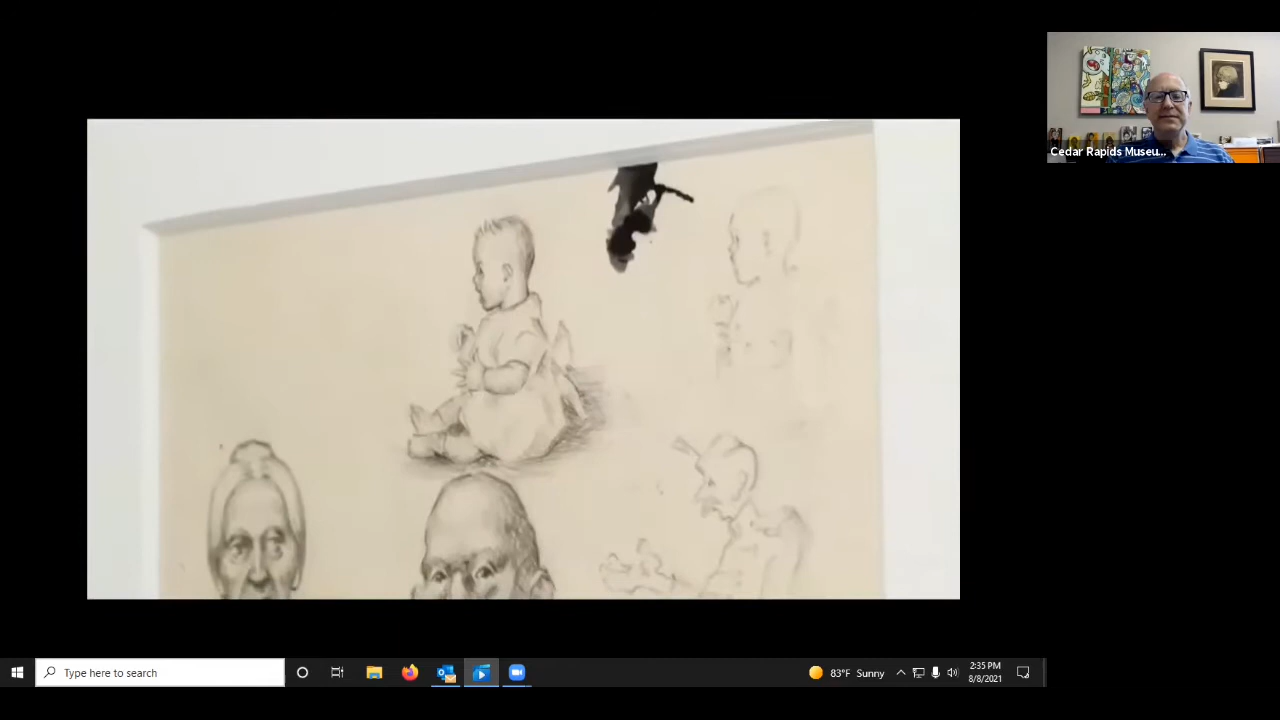 Cedar Rapids Museu...
Type here to search
83°F Sunny
2:35 PM
8/8/2021